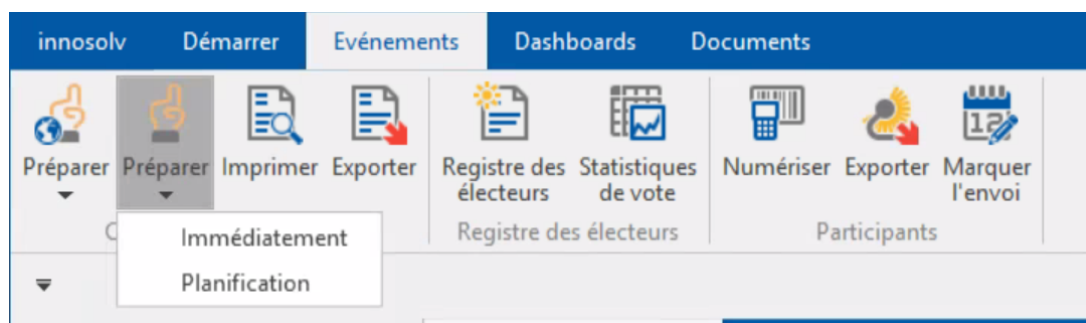 innosolv Démarrer Evénements Dashboards Documents
Préparer Préparer Imprimer Exporter Registre des électeurs Statistiques de vote Numériser Exporter Marquer l'envoi
C Registre des électeurs Participants
Immédiatement
Planification